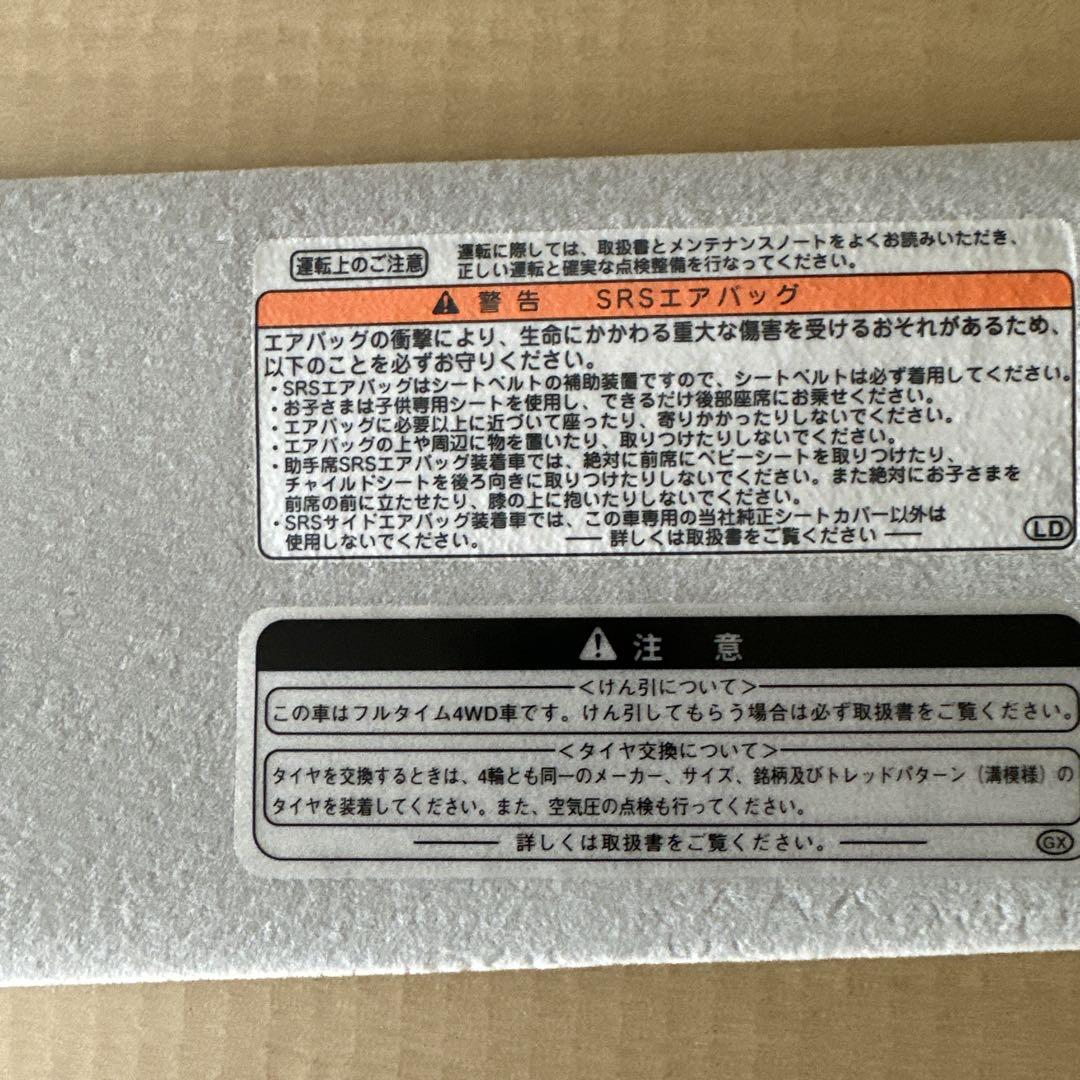 運転上のご注意
運転に際しては、取扱書とメンテナンスノートをよくお読みいただき、
正しい運転と確実な点検整備を行なってください。
警告 SRSエアバッグ
エアバッグの衝撃により、生命にかかわる重大な傷害を受けるおそれがあるため、
以下のことを必ずお守りください。
・SRSエアバッグはシートベルトの補助装置ですので、シートベルトは必ず着用してください。
・お子さまは子供専用シートを使用し、できるだけ後部座席にお乗せください。
・エアバッグに必要以上に近づいて座ったり、寄りかかったりしないでください。
・エアバッグの上や周辺に物を置いたり、取りつけたりしないでください。
・助手席SRSエアバッグ装着車では、絶対に前席にベビーシートを取りつけたり、
チャイルドシートを後ろ向きに取りつけたりしないでください。また絶対にお子さまを
前席の前に立たせたり、膝の上に抱いたりしないでください。
・SRSサイドエアバッグ装着車では、この車専用の当社純正シートカバー以外は
使用しないでください。
詳しくは取扱書をご覧ください
LD
注意
＜けん引について＞
この車はフルタイム4WD車です。けん引してもらう場合は必ず取扱書をご覧ください。
＜タイヤ交換について＞
タイヤを交換するときは、4輪とも同一のメーカー、サイズ、銘柄及びトレッドパターン（溝模様）の
タイヤを装着してください。また、空気圧の点検も行ってください。
詳しくは取扱書をご覧ください。
GX